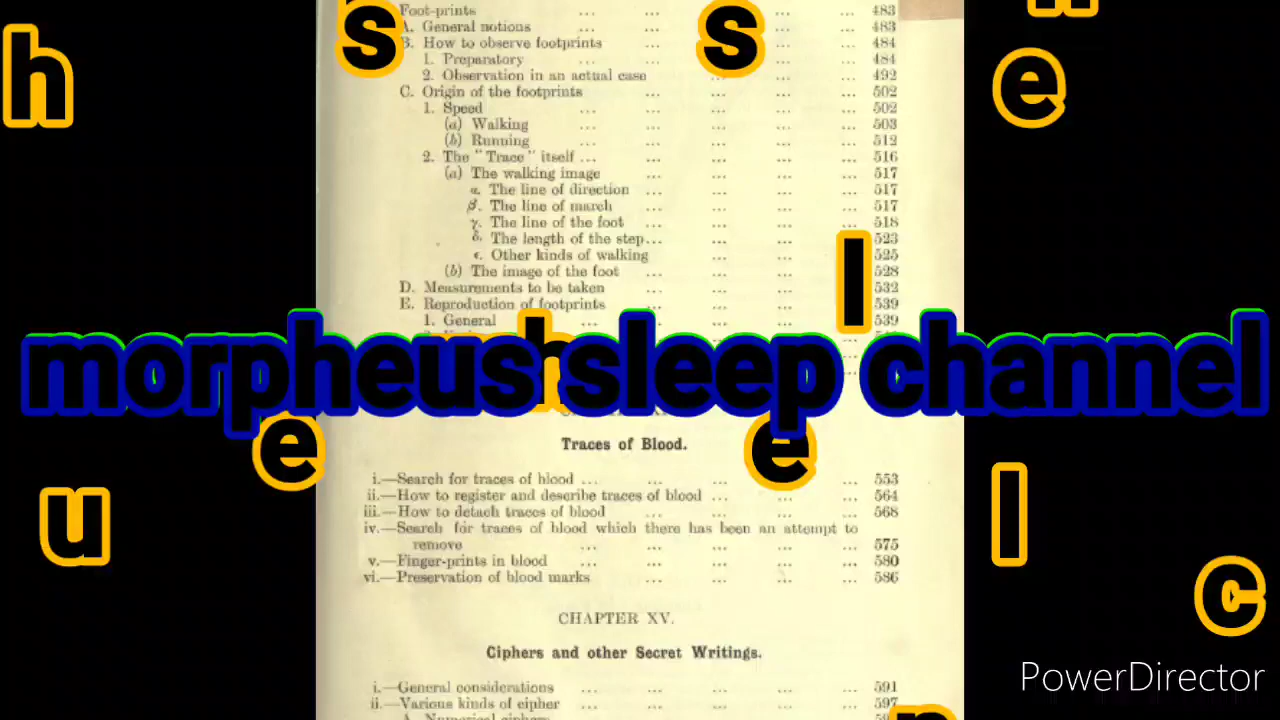 Foot-prints ... ... ... ... ... 483
A. General notions ... ... ... ... 483
B. How to observe footprints ... ... ... ... 484
1. Preparatory ... ... ... ... 484
2. Observation in an actual case ... ... ... 492
C. Origin of the footprints ... ... ... ... 502
1. Speed ... ... ... ... ... 502
(a) Walking ... ... ... ... ... 503
(b) Running ... ... ... ... ... 512
2. The "Trace" itself ... ... ... ... ... 516
(a) The walking image ... ... ... ... 517
α. The line of direction ... ... ... ... 517
β. The line of march ... ... ... ... 517
γ. The line of the foot ... ... ... ... 518
δ. The length of the step... ... ... 523
ε. Other kinds of walking ... ... 525
(b) The image of the foot ... ... ... 528
D. Measurements to be taken ... ... ... ... 532
E. Reproduction of footprints ... ... ... ... 539
1. General ... ... ... ... ... 539
morpheus sleep channel
Traces of Blood.
i.—Search for traces of blood ... ... ... ... ... 553
ii.—How to register and describe traces of blood ... ... ... 564
iii.—How to detach traces of blood ... ... ... ... 568
iv.—Search for traces of blood which there has been an attempt to
remove ... ... ... ... ... 575
v.—Finger-prints in blood ... ... ... ... 580
vi.—Preservation of blood marks ... ... ... ... 586
CHAPTER XV.
Ciphers and other Secret Writings.
i.—General considerations ... ... ... ... ... 591
ii.—Various kinds of cipher ... ... ... ... ... 597
A. Numerical ciphers
h
s
s
e
l
h
e
e
u
l
c
PowerDirector